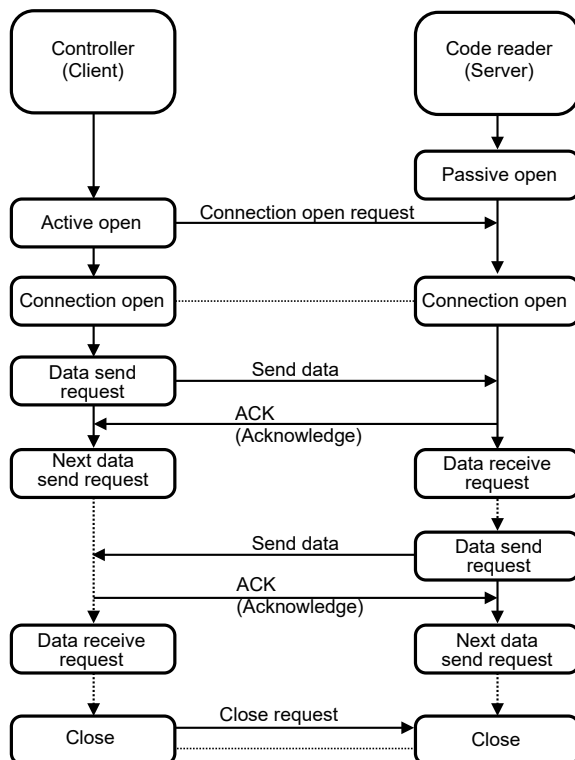 Controller
(Client)
Code reader
(Server)
Passive open
Active open
Connection open request
Connection open
Connection open
Data send
request
Send data
ACK
(Acknowledge)
Next data
send request
Data receive
request
Send data
Data send
request
ACK
(Acknowledge)
Data receive
request
Next data
send request
Close request
Close
Close